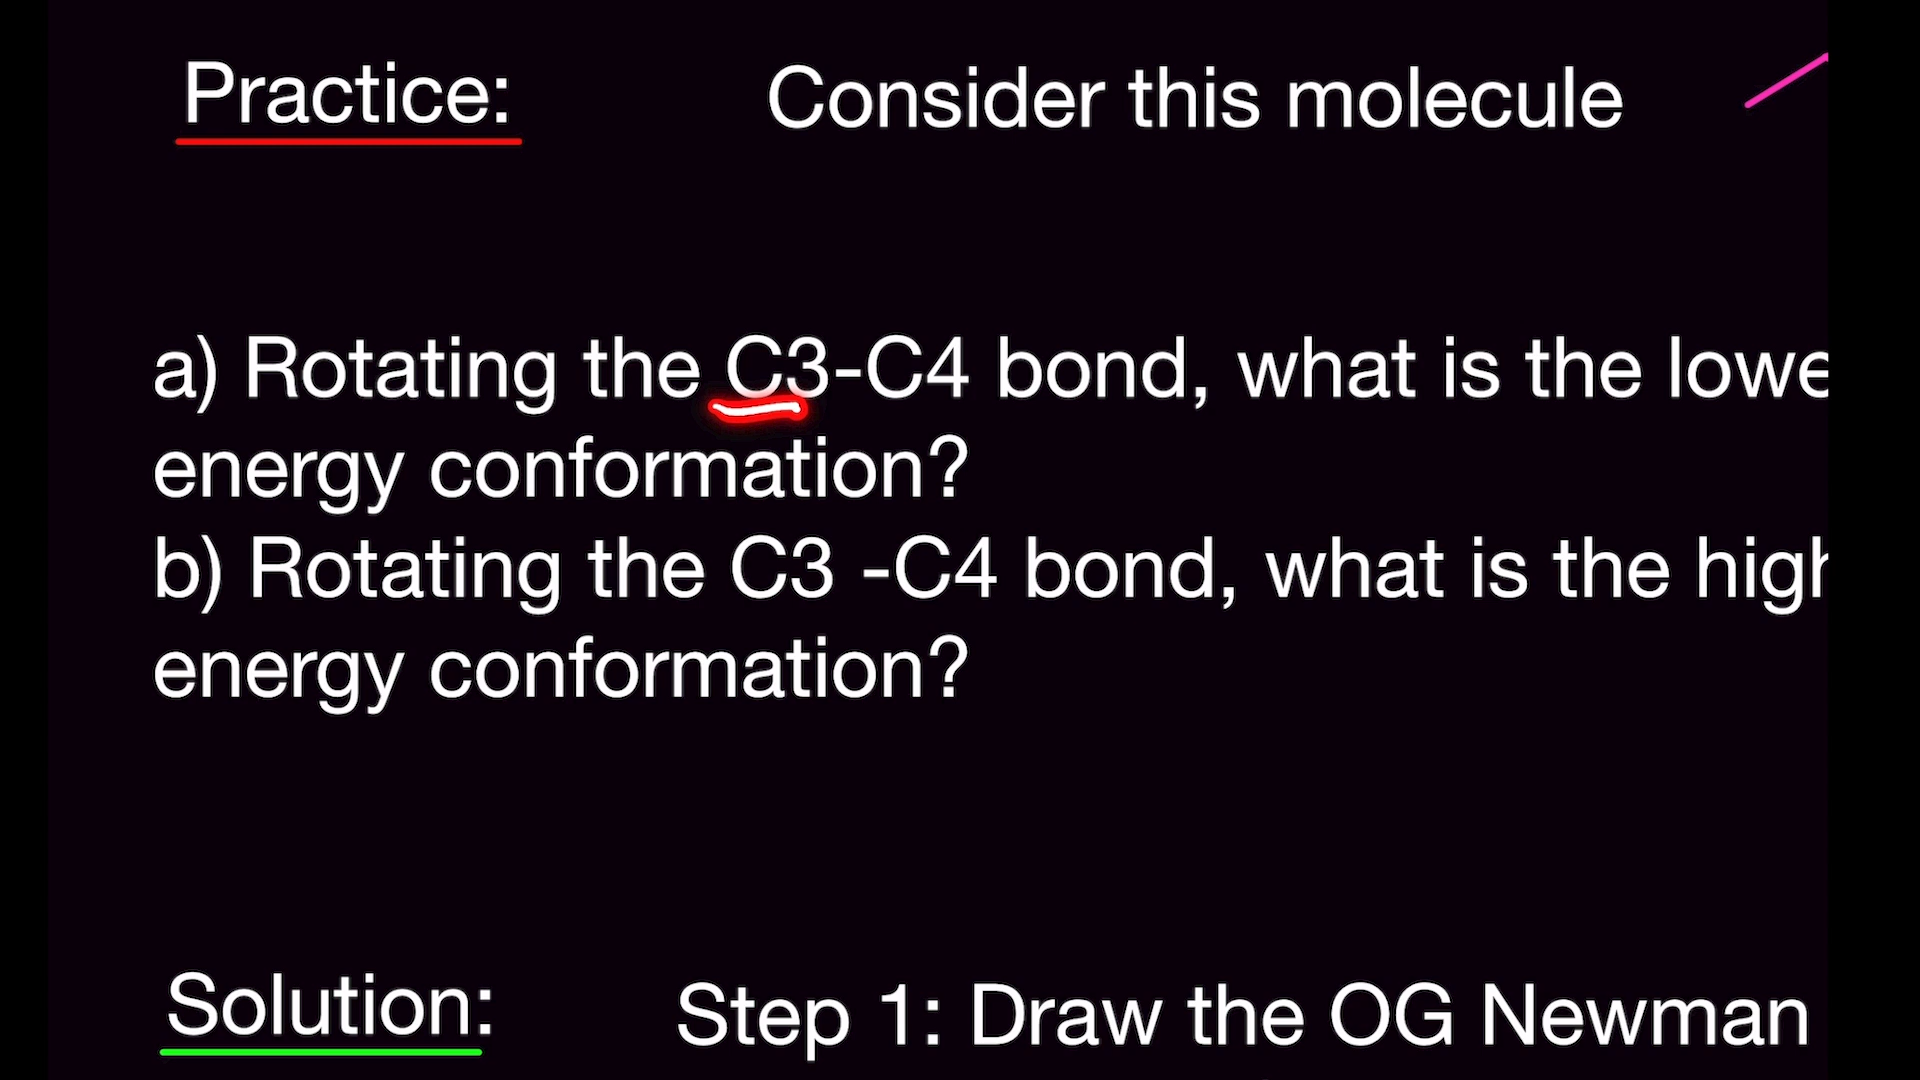 Practice:
Consider this molecule
a) Rotating the C3-C4 bond, what is the lowe
energy conformation?
b) Rotating the C3 -C4 bond, what is the high
energy conformation?
Solution:
Step 1: Draw the OG Newman